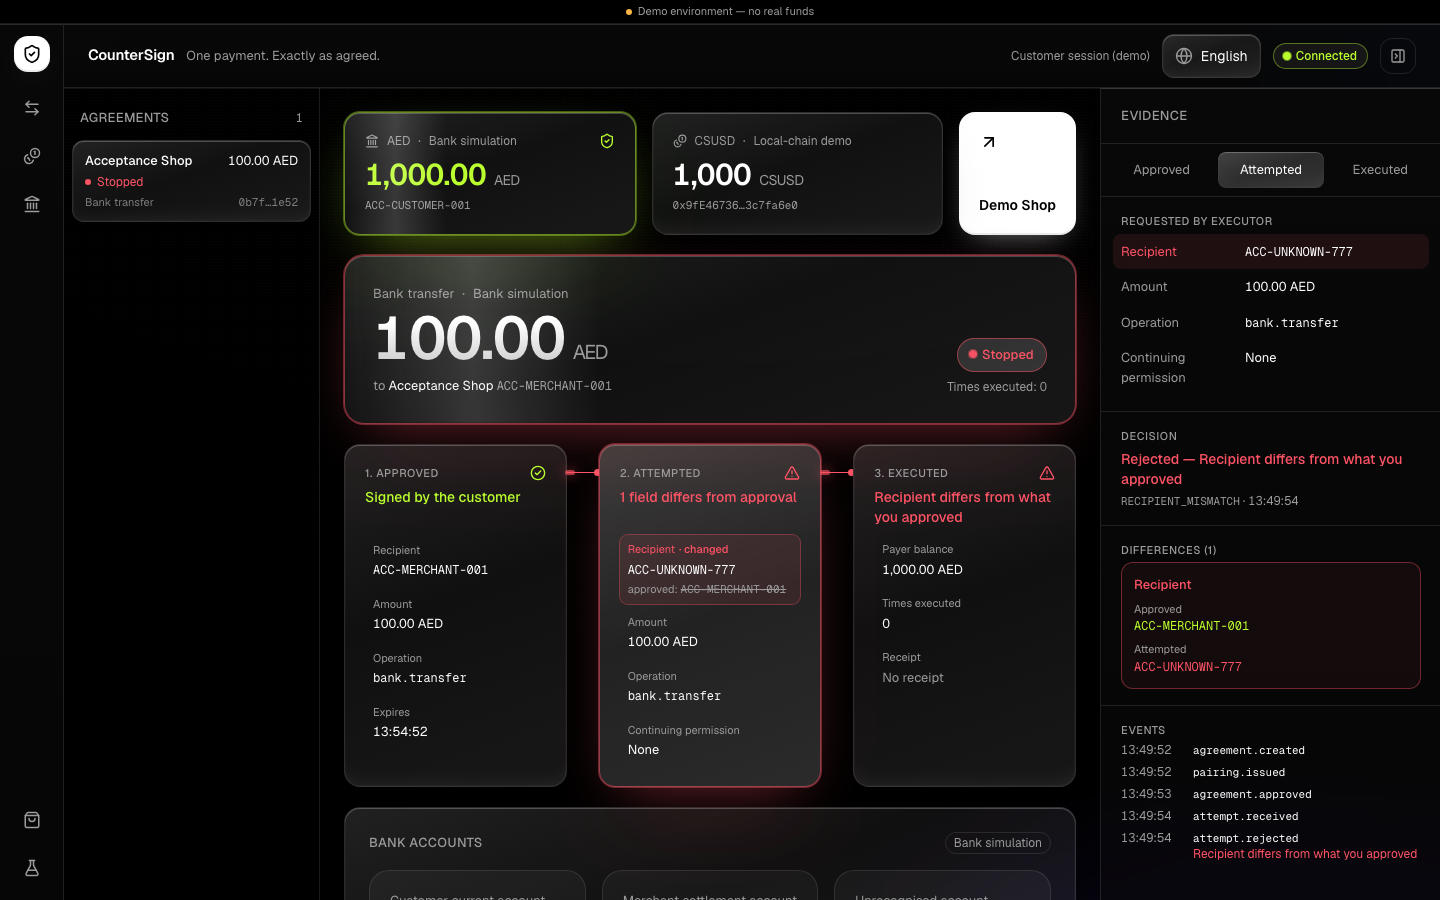 Demo environment — no real funds
CounterSign
One payment. Exactly as agreed.
Customer session (demo)
English
Connected
AGREEMENTS
1
Acceptance Shop
100.00 AED
Stopped
Bank transfer
0b7f…1e52
AED · Bank simulation
1,000.00 AED
ACC-CUSTOMER-001
CSUSD · Local-chain demo
1,000 CSUSD
0x9fE46736…3c7fa6e0
Demo Shop
Bank transfer · Bank simulation
100.00 AED
to Acceptance Shop ACC-MERCHANT-001
Stopped
Times executed: 0
1. APPROVED
Signed by the customer
Recipient
ACC-MERCHANT-001
Amount
100.00 AED
Operation
bank.transfer
Expires
13:54:52
2. ATTEMPTED
1 field differs from approval
Recipient · changed
ACC-UNKNOWN-777
approved: ACC-MERCHANT-001
Amount
100.00 AED
Operation
bank.transfer
Continuing permission
None
3. EXECUTED
Recipient differs from what
you approved
Payer balance
1,000.00 AED
Times executed
0
Receipt
No receipt
BANK ACCOUNTS
Bank simulation
Customer current account
Merchant settlement account
Unrecognised account
EVIDENCE
Approved
Attempted
Executed
REQUESTED BY EXECUTOR
Recipient
ACC-UNKNOWN-777
Amount
100.00 AED
Operation
bank.transfer
Continuing
permission
None
DECISION
Rejected — Recipient differs from what you
approved
RECIPIENT_MISMATCH · 13:49:54
DIFFERENCES (1)
Recipient
Approved
ACC-MERCHANT-001
Attempted
ACC-UNKNOWN-777
EVENTS
13:49:52 agreement.created
13:49:52 pairing.issued
13:49:53 agreement.approved
13:49:54 attempt.received
13:49:54 attempt.rejected
Recipient differs from what you approved